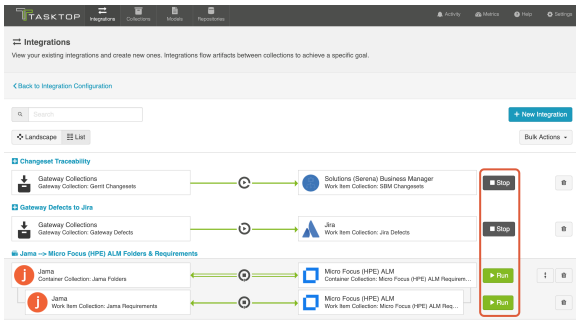 TASKTOP
Integrations
Collections
Models
Repositories
Activity
Metrics
Help
Settings
Integrations
View your existing integrations and create new ones. Integrations flow artifacts between collections to achieve a specific goal.
Back to Integration Configuration
Search
+ New Integration
Landscape
List
Bulk Actions
Changeset Traceability
Gateway Collections
Gateway Collection: Gerrit Changesets
Solutions (Serena) Business Manager
Work Item Collection: SBM Changesets
Stop
Gateway Defects to Jira
Gateway Collections
Gateway Collection: Gateway Defects
Jira
Work Item Collection: Jira Defects
Stop
Jama --> Micro Focus (HPE) ALM Folders & Requirements
Jama
Container Collection: Jama Folders
Micro Focus (HPE) ALM
Container Collection: Micro Focus (HPE) ALM Requirem...
Run
Jama
Work Item Collection: Jama Requirements
Micro Focus (HPE) ALM
Work Item Collection: Micro Focus (HPE) ALM Req...
Run